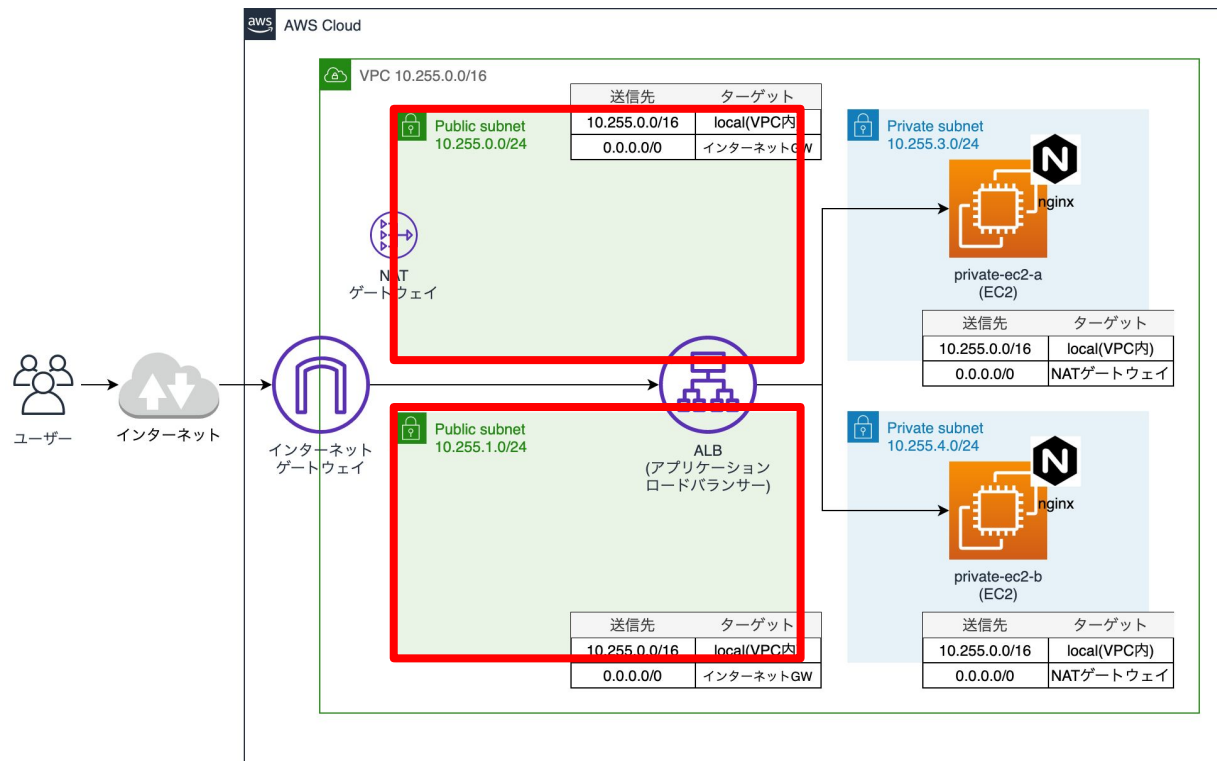 aws
AWS Cloud
VPC 10.255.0.0/16
送信先 ターゲット
10.255.0.0/16 local(VPC内)
0.0.0.0/0 インターネットGW
Public subnet
10.255.0.0/24
NAT
ゲートウェイ
Private subnet
10.255.3.0/24
N
nginx
private-ec2-a
(EC2)
送信先 ターゲット
10.255.0.0/16 local(VPC内)
0.0.0.0/0 NATゲートウェイ
ユーザー
インターネット
インターネット
ゲートウェイ
ALB
(アプリケーション
ロードバランサー)
Public subnet
10.255.1.0/24
送信先 ターゲット
10.255.0.0/16 local(VPC内)
0.0.0.0/0 インターネットGW
Private subnet
10.255.4.0/24
N
nginx
private-ec2-b
(EC2)
送信先 ターゲット
10.255.0.0/16 local(VPC内)
0.0.0.0/0 NATゲートウェイ